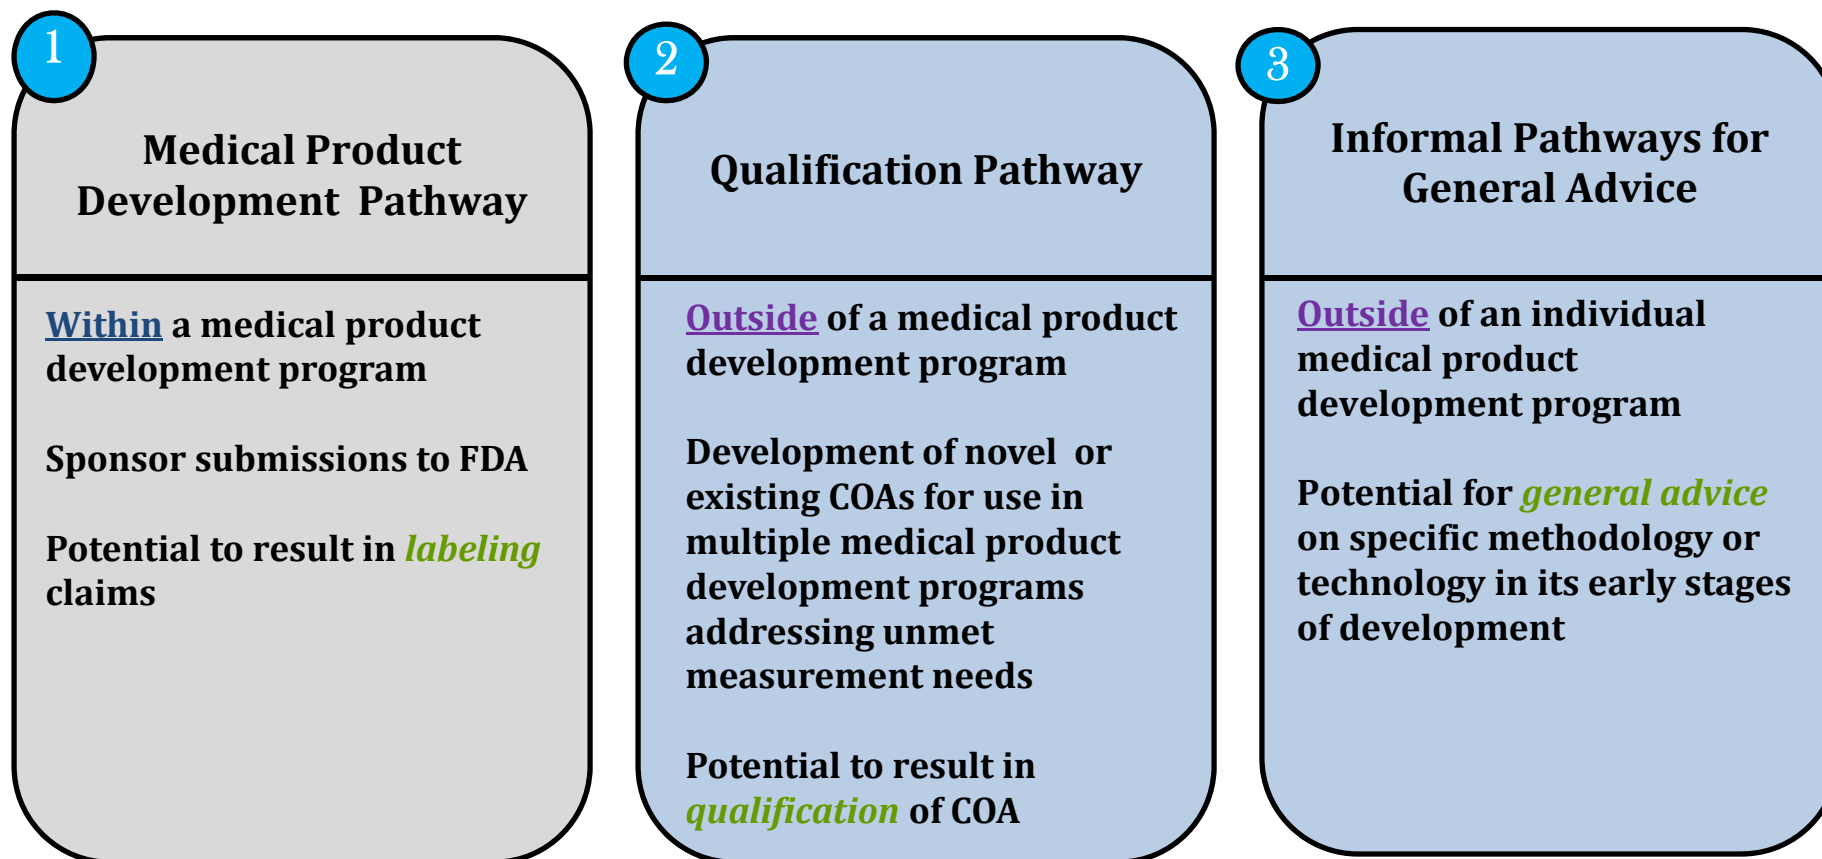 1
Medical Product
Development Pathway
Within a medical product
development program
Sponsor submissions to FDA
Potential to result in labeling
claims
2
Qualification Pathway
Outside of a medical product
development program
Development of novel or
existing COAs for use in
multiple medical product
development programs
addressing unmet
measurement needs
Potential to result in
qualification of COA
3
Informal Pathways for
General Advice
Outside of an individual
medical product
development program
Potential for general advice
on specific methodology or
technology in its early stages
of development